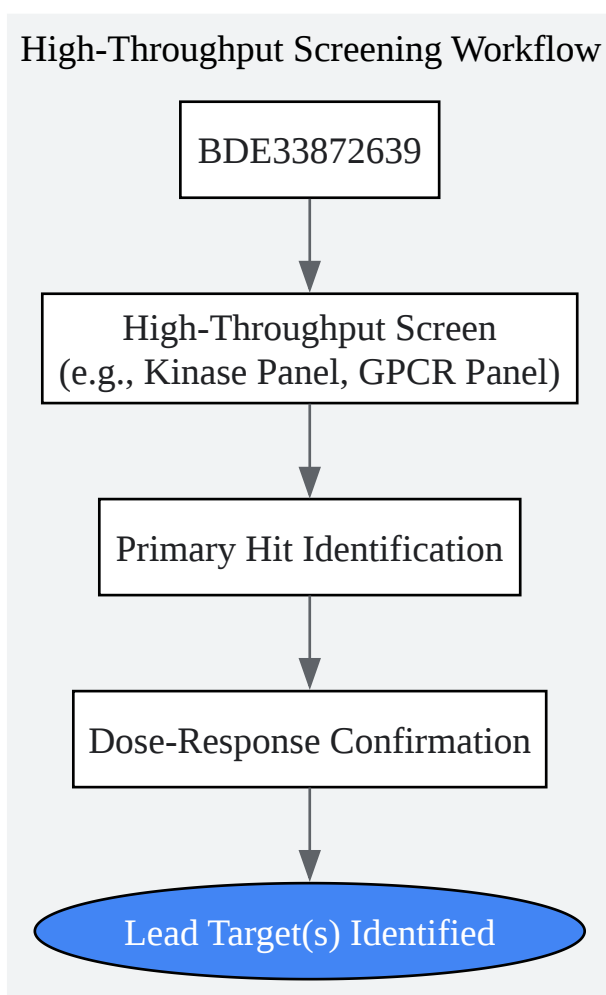 High-Throughput Screening Workflow
BDE33872639
High-Throughput Screen
(e.g., Kinase Panel, GPCR Panel)
Primary Hit Identification
Dose-Response Confirmation
Lead Target(s) Identified